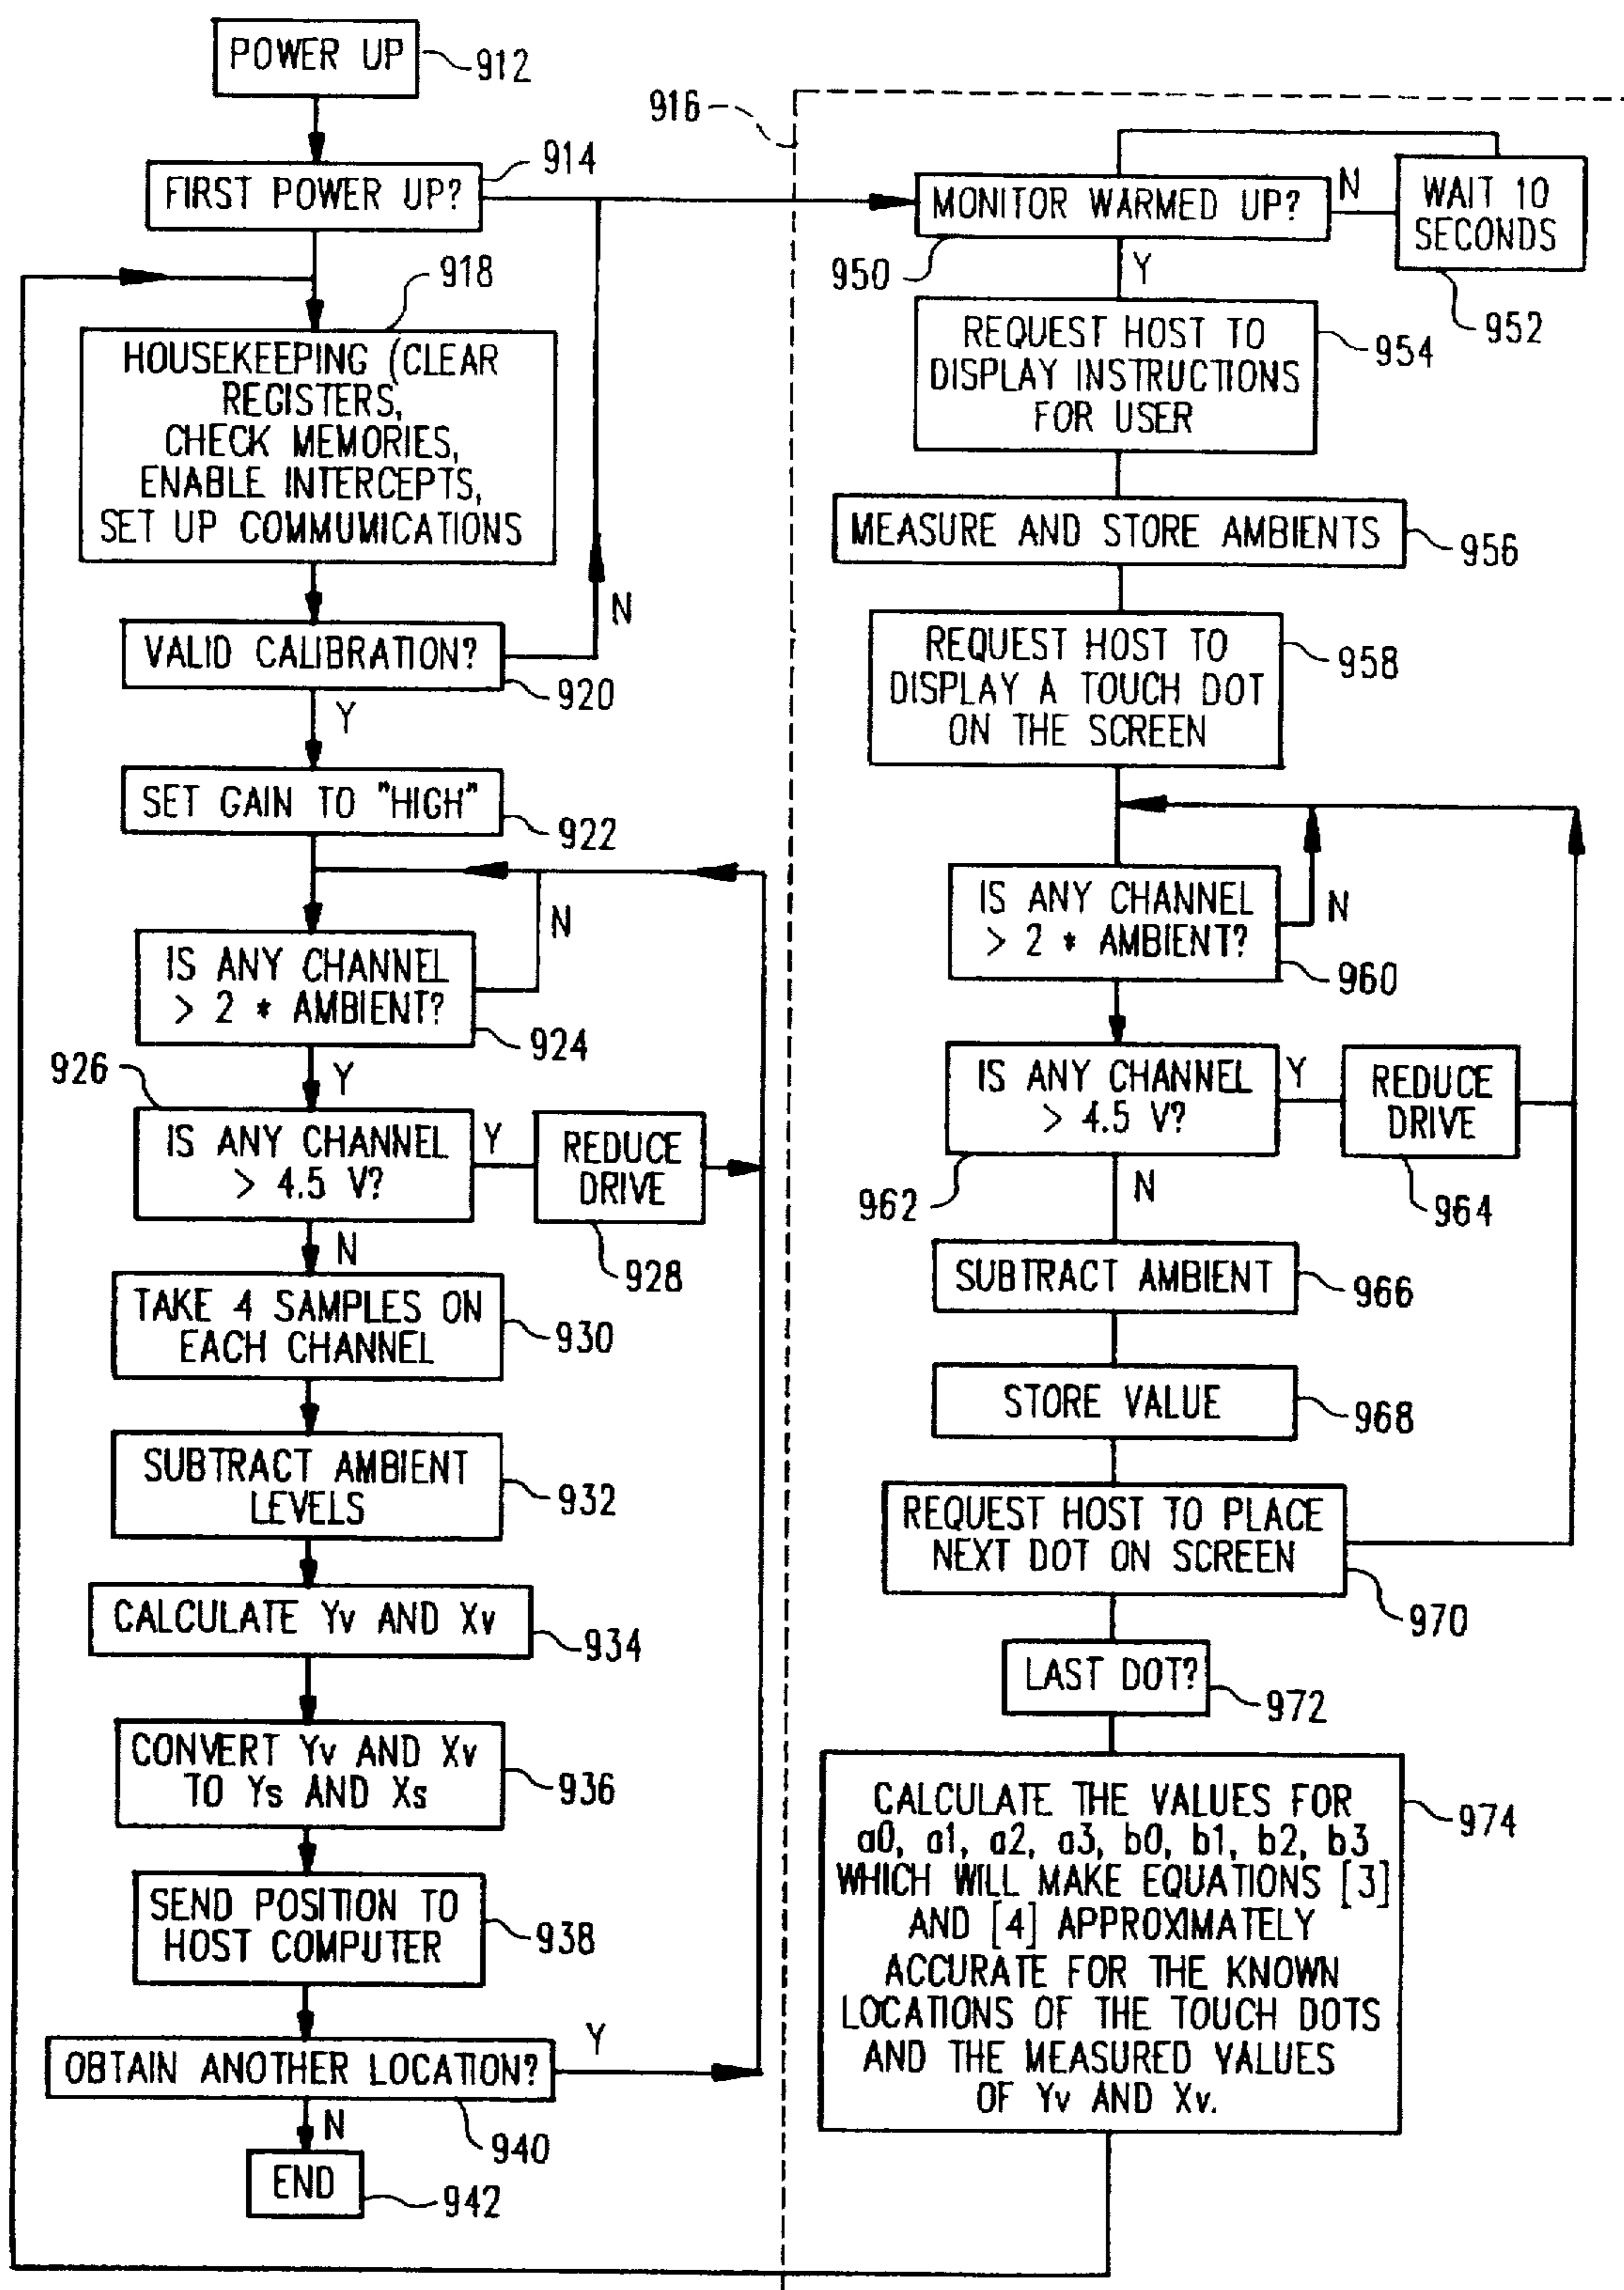 POWER UP
912
FIRST POWER UP?
914
918
HOUSEKEEPING (CLEAR
REGISTERS,
CHECK MEMORIES,
ENABLE INTERCEPTS,
SET UP COMMUMICATIONS
VALID CALIBRATION?
N
920
Y
SET GAIN TO "HIGH"
922
N
IS ANY CHANNEL
> 2 * AMBIENT?
924
Y
926
IS ANY CHANNEL
> 4.5 V?
Y
REDUCE
DRIVE
928
N
TAKE 4 SAMPLES ON
EACH CHANNEL
930
SUBTRACT AMBIENT
LEVELS
932
CALCULATE Yv AND Xv
934
CONVERT Yv AND Xv
TO Ys AND Xs
936
SEND POSITION TO
HOST COMPUTER
938
OBTAIN ANOTHER LOCATION?
Y
940
N
END
942
916
MONITOR WARMED UP?
N
WAIT 10
SECONDS
950
Y
952
REQUEST HOST TO
DISPLAY INSTRUCTIONS
FOR USER
954
MEASURE AND STORE AMBIENTS
956
REQUEST HOST TO
DISPLAY A TOUCH DOT
ON THE SCREEN
958
IS ANY CHANNEL
> 2 * AMBIENT?
N
960
IS ANY CHANNEL
> 4.5 V?
Y
REDUCE
DRIVE
962
N
964
SUBTRACT AMBIENT
966
STORE VALUE
968
REQUEST HOST TO PLACE
NEXT DOT ON SCREEN
970
LAST DOT?
972
CALCULATE THE VALUES FOR
a0, a1, a2, a3, b0, b1, b2, b3
WHICH WILL MAKE EQUATIONS [3]
AND [4] APPROXIMATELY
ACCURATE FOR THE KNOWN
LOCATIONS OF THE TOUCH DOTS
AND THE MEASURED VALUES
OF Yv AND Xv.
974